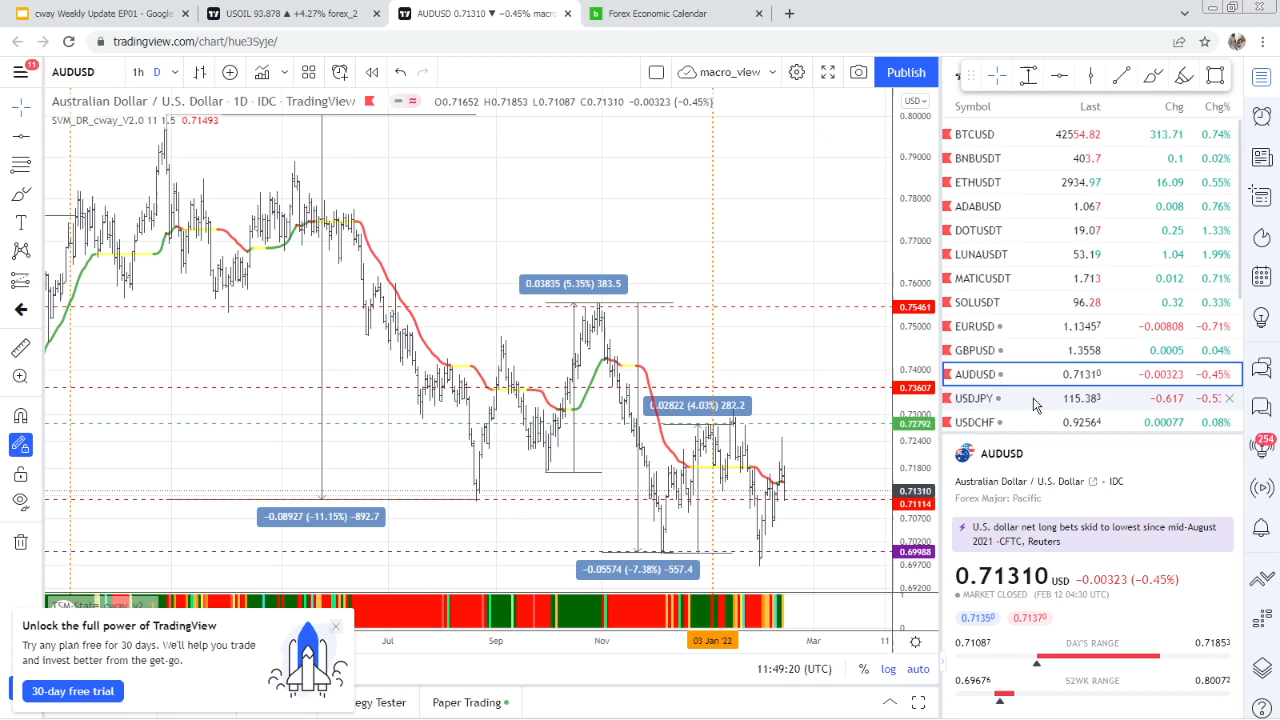 cway Weekly Update EP01 - Google
USOIL 93.878 ▲ +4.27% forex_2
AUDUSD 0.71310 ▼ −0.45% macro
Forex Economic Calendar
tradingview.com/chart/hue3Syje/
11
AUDUSD
1h D
macro_view
Publish
Australian Dollar / U.S. Dollar · 1D · IDC · TradingView
O0.71652 H0.71853 L0.71087 C0.71310 −0.00323 (−0.45%)
SVM_DR_cway_V2.0 11 1.5 0.71493
USD
0.80000
0.79000
0.78000
0.77000
0.76000
0.75461
0.75000
0.74000
0.73607
0.73000
0.72792
0.72400
0.71800
0.71310
0.71114
0.70700
0.70200
0.69988
0.69700
0.69200
0.03835 (5.35%) 383.5
0.02822 (4.03%) 282.2
−0.08927 (−11.15%) −892.7
−0.05574 (−7.38%) −557.4
1
0
Jul
Sep
Nov
03 Jan '22
Mar
11
11:49:20 (UTC)
% log auto
Unlock the full power of TradingView
Try any plan free for 30 days. We'll help you trade
and invest better from the get-go.
30-day free trial
egy Tester
Paper Trading
Symbol Last Chg Chg%
BTCUSD 42554.82 313.71 0.74%
BNBUSDT 403.7 0.1 0.02%
ETHUSDT 2934.97 16.09 0.55%
ADABUSD 1.067 0.008 0.76%
DOTUSDT 19.07 0.25 1.33%
LUNAUSDT 53.19 1.04 1.99%
MATICUSDT 1.713 0.012 0.71%
SOLUSDT 96.28 0.32 0.33%
EURUSD 1.13457 −0.00808 −0.71%
GBPUSD 1.3558 0.0005 0.04%
AUDUSD 0.71310 −0.00323 −0.45%
USDJPY 115.383 −0.617 −0.5
USDCHF 0.92564 0.00077 0.08%
AUDUSD
Australian Dollar / U.S. Dollar · IDC
Forex Major: Pacific
U.S. dollar net long bets skid to lowest since mid-August
2021 -CFTC, Reuters
0.71310 USD −0.00323 (−0.45%)
MARKET CLOSED (FEB 12 04:30 UTC)
0.71350 0.71370
0.71087 DAY'S RANGE 0.71853
0.69676 52WK RANGE 0.80072
254